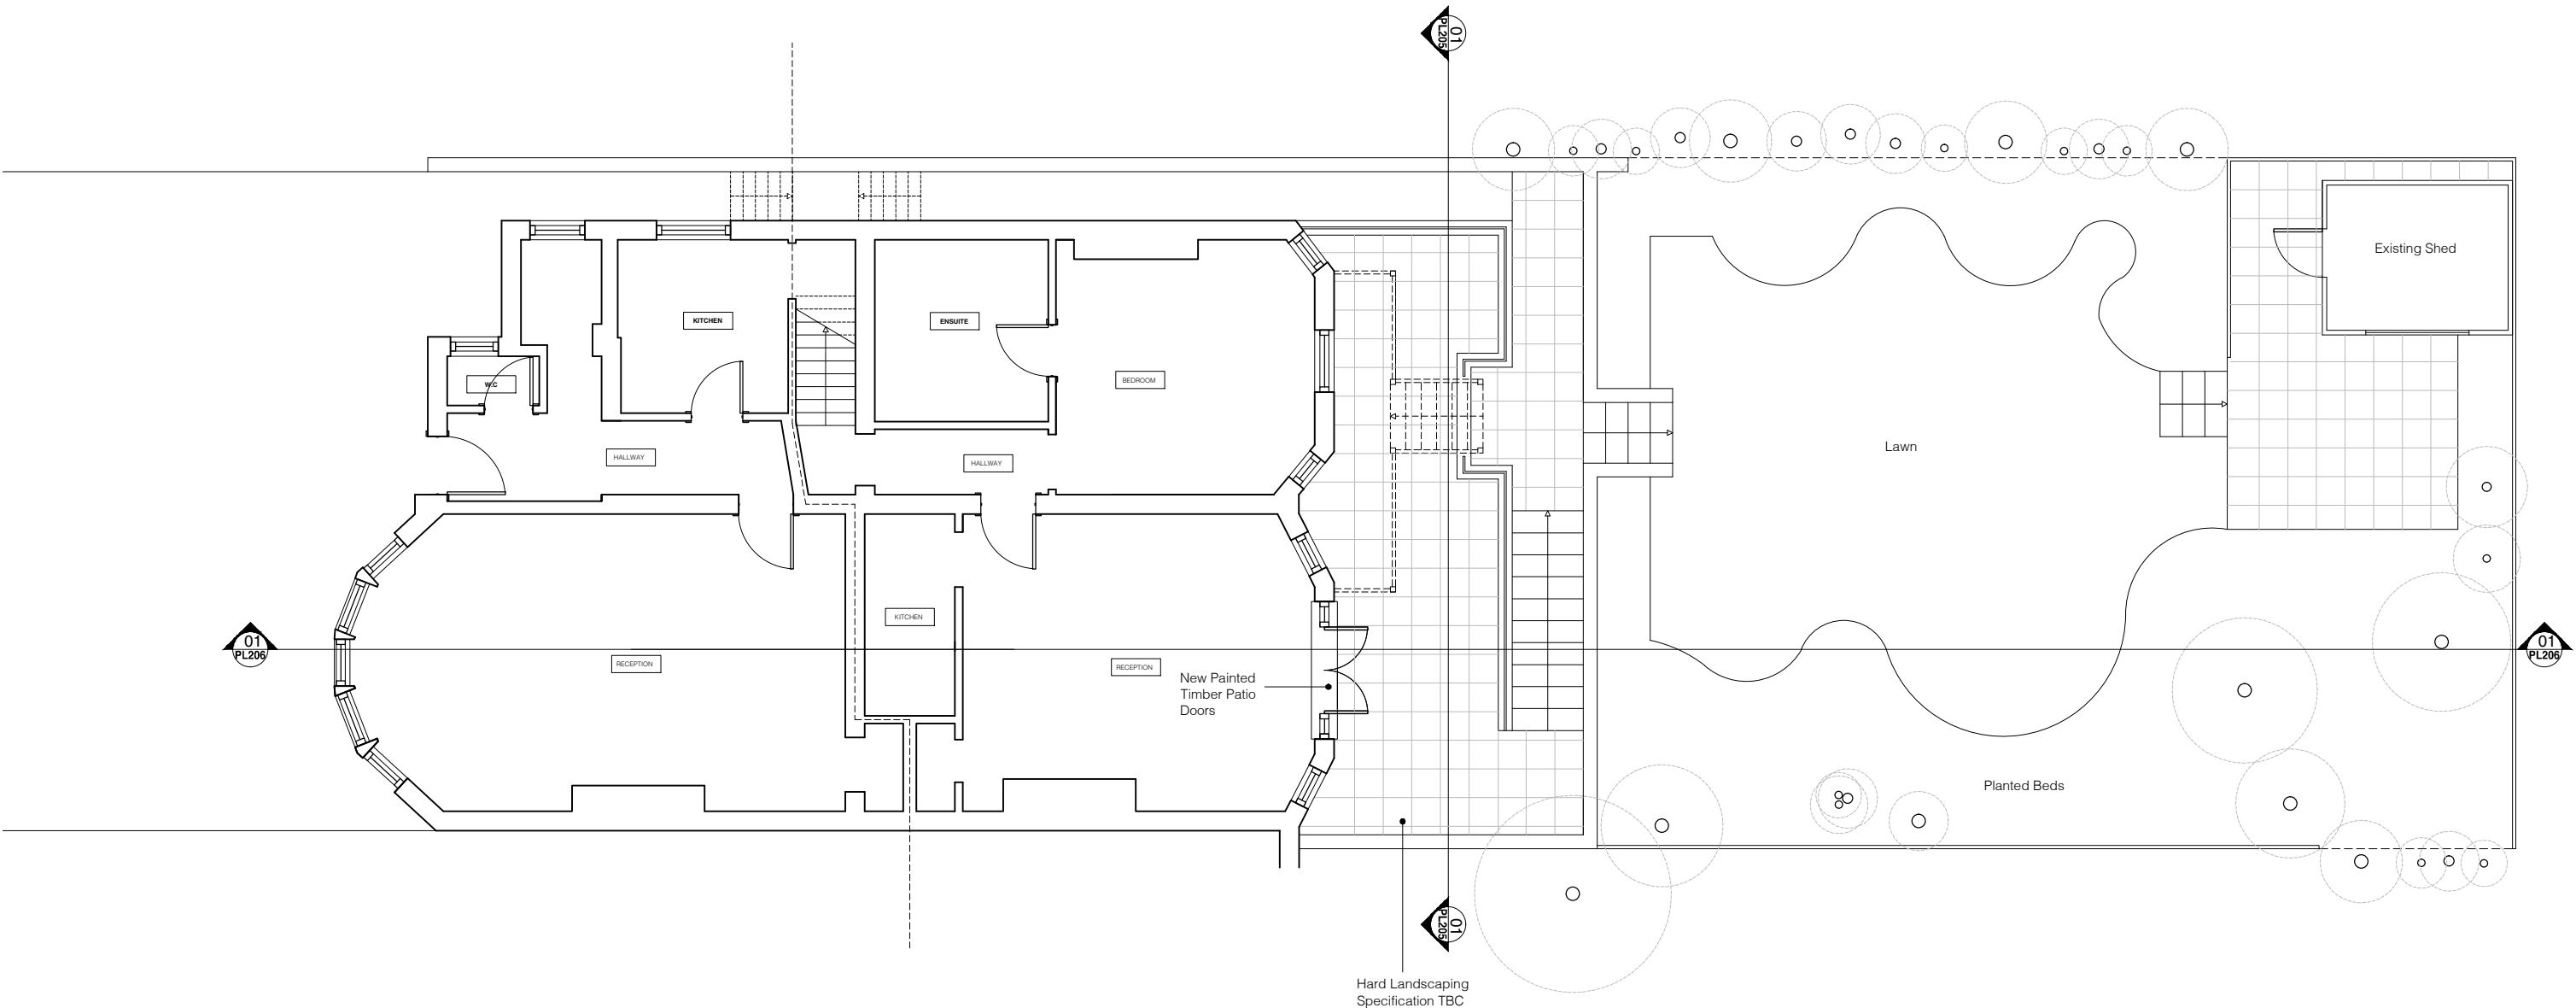 01
PL205
Existing Shed
KITCHEN
ENSUITE
W.C
BEDROOM
HALLWAY
HALLWAY
Lawn
KITCHEN
01
PL206
RECEPTION
RECEPTION
New Painted
Timber Patio
Doors
01
PL206
Planted Beds
01
PL205
Hard Landscaping
Specification TBC